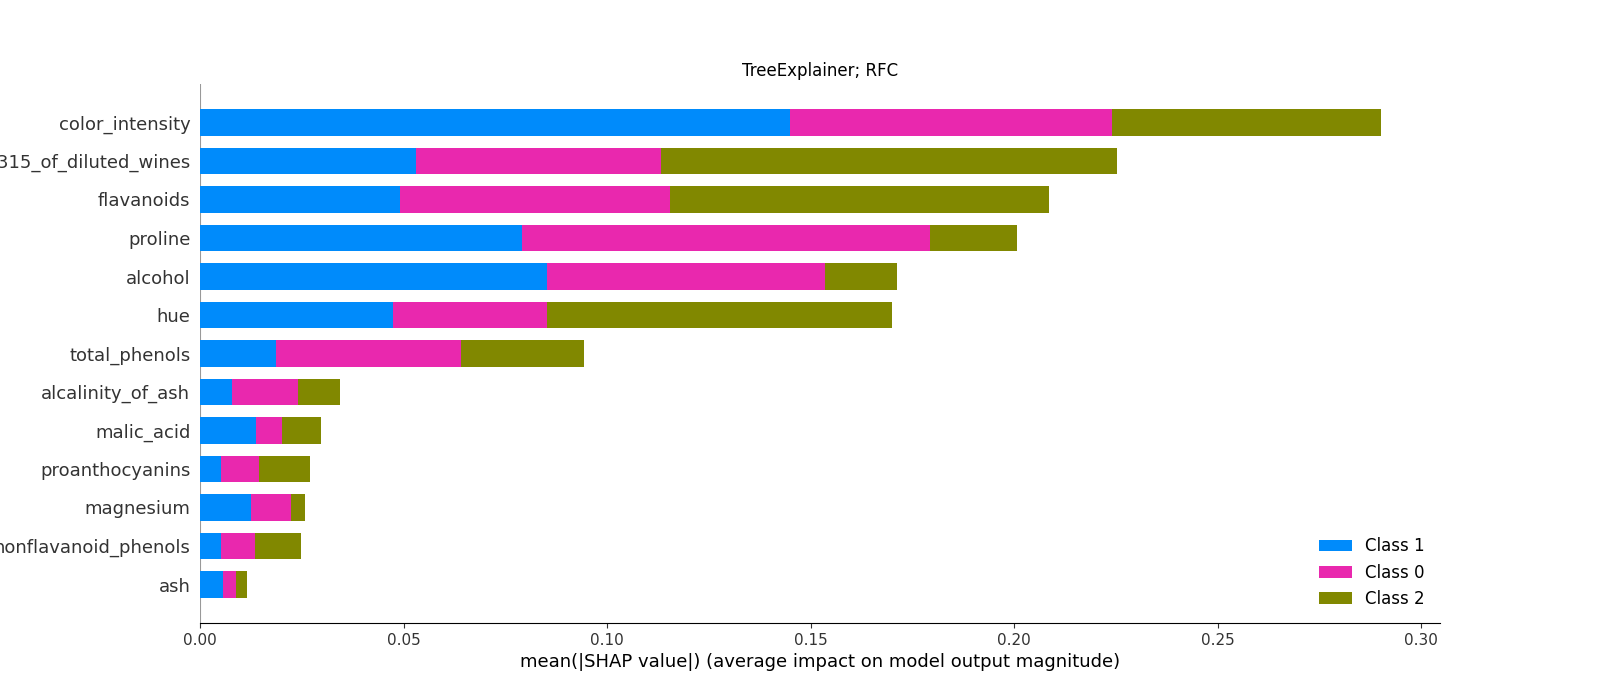 TreeExplainer; RFC
color_intensity
315_of_diluted_wines
flavanoids
proline
alcohol
hue
total_phenols
alcalinity_of_ash
malic_acid
proanthocyanins
magnesium
nonflavanoid_phenols
ash
Class 1
Class 0
Class 2
0.00 0.05 0.10 0.15 0.20 0.25 0.30
mean(|SHAP value|) (average impact on model output magnitude)